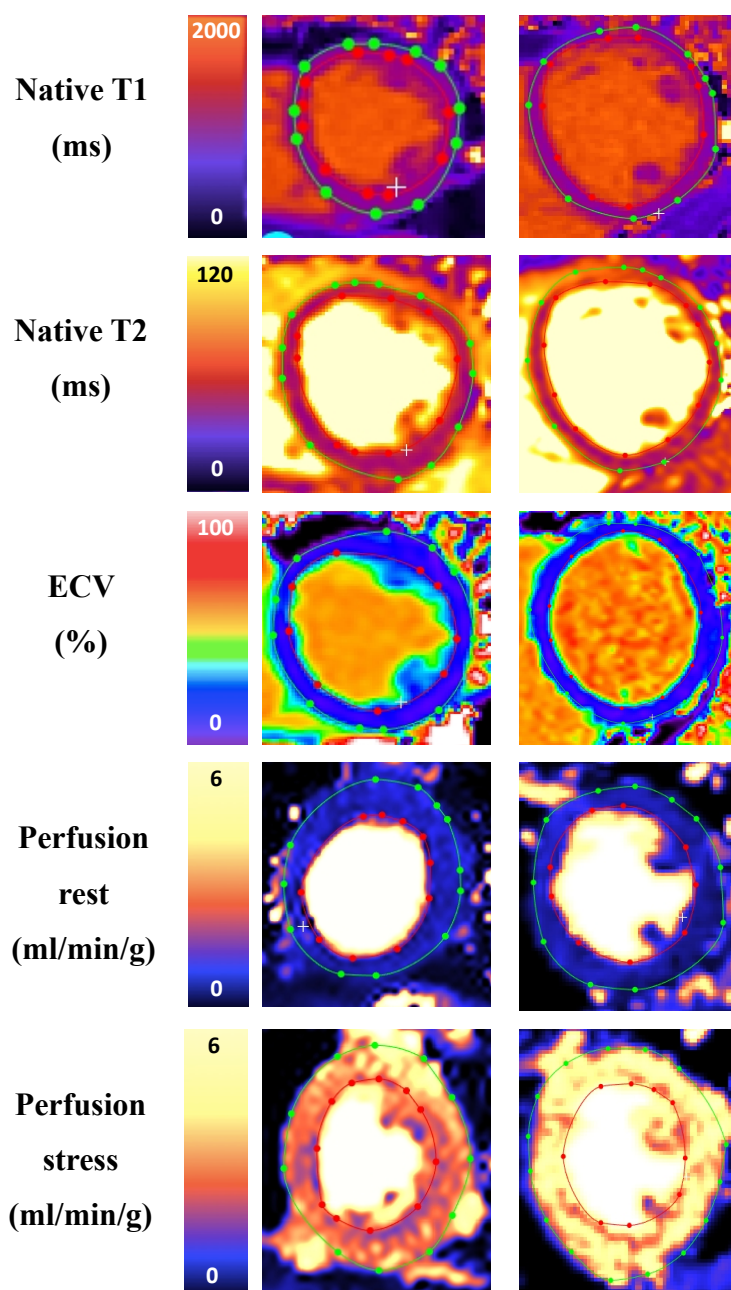 2000
Native T1
(ms)
0
120
Native T2
(ms)
0
100
ECV
(%)
0
6
Perfusion
rest
(ml/min/g)
0
6
Perfusion
stress
(ml/min/g)
0